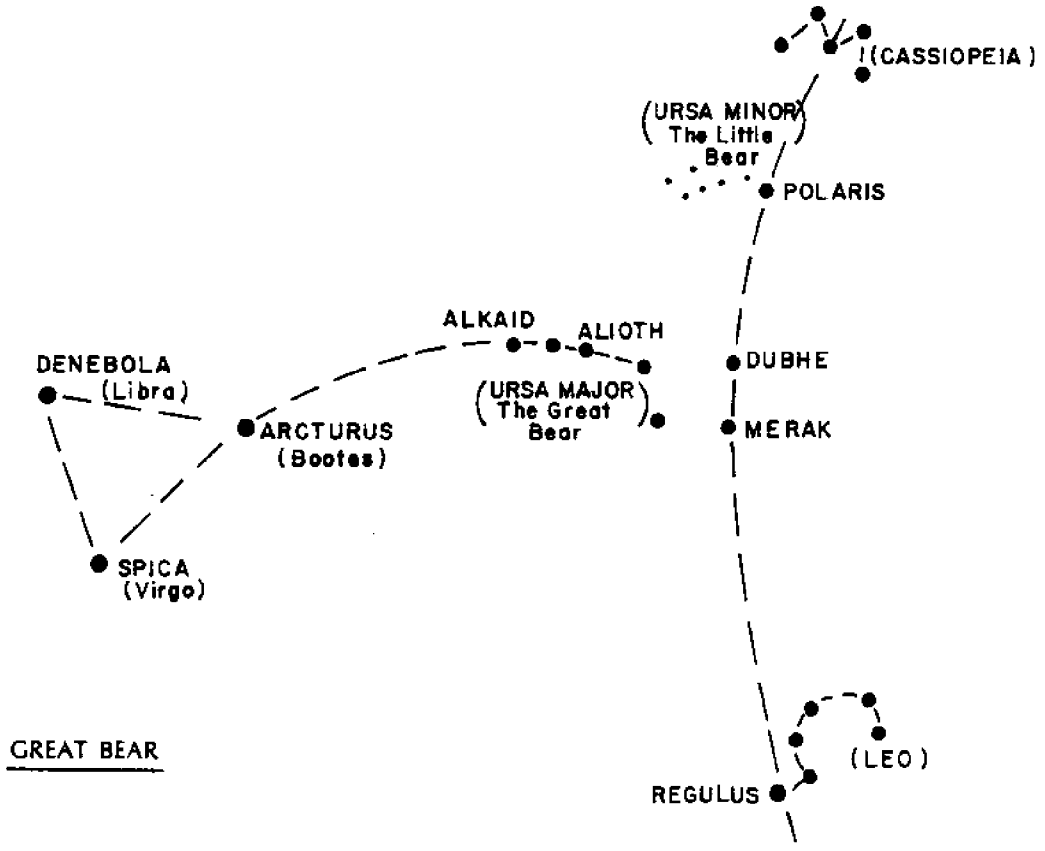 (CASSIOPEIA)
(URSA MINOR
The Little
Bear)
POLARIS
ALKAID
ALIOTH
DENEBOLA
(Libra)
DUBHE
(URSA MAJOR
The Great
Bear)
ARCTURUS
(Bootes)
MERAK
SPICA
(Virgo)
GREAT BEAR
(LEO)
REGULUS